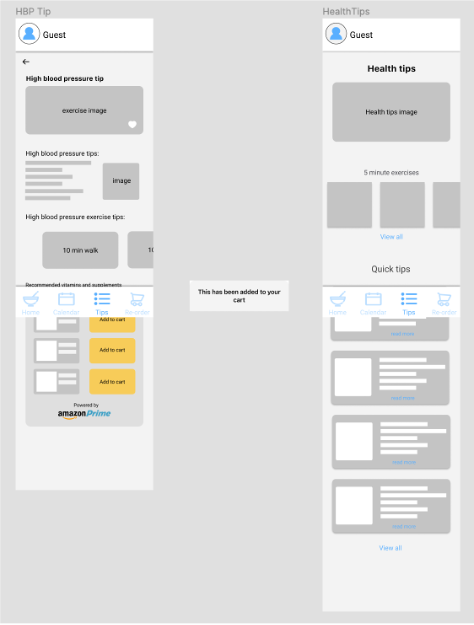 HBP Tip
Guest
High blood pressure tip
exercise image
High blood pressure tips:
image
High blood pressure exercise tips:
10 min walk
10
Recommended vitamins and supplements
Home
Calendar
Tips
Re-order
Add to cart
Add to cart
Add to cart
Powered by
amazonPrime
This has been added to your
cart
HealthTips
Guest
Health tips
Health tips image
5 minute exercises
View all
Quick tips
Home
Calendar
Tips
Re-order
read more
read more
read more
read more
View all